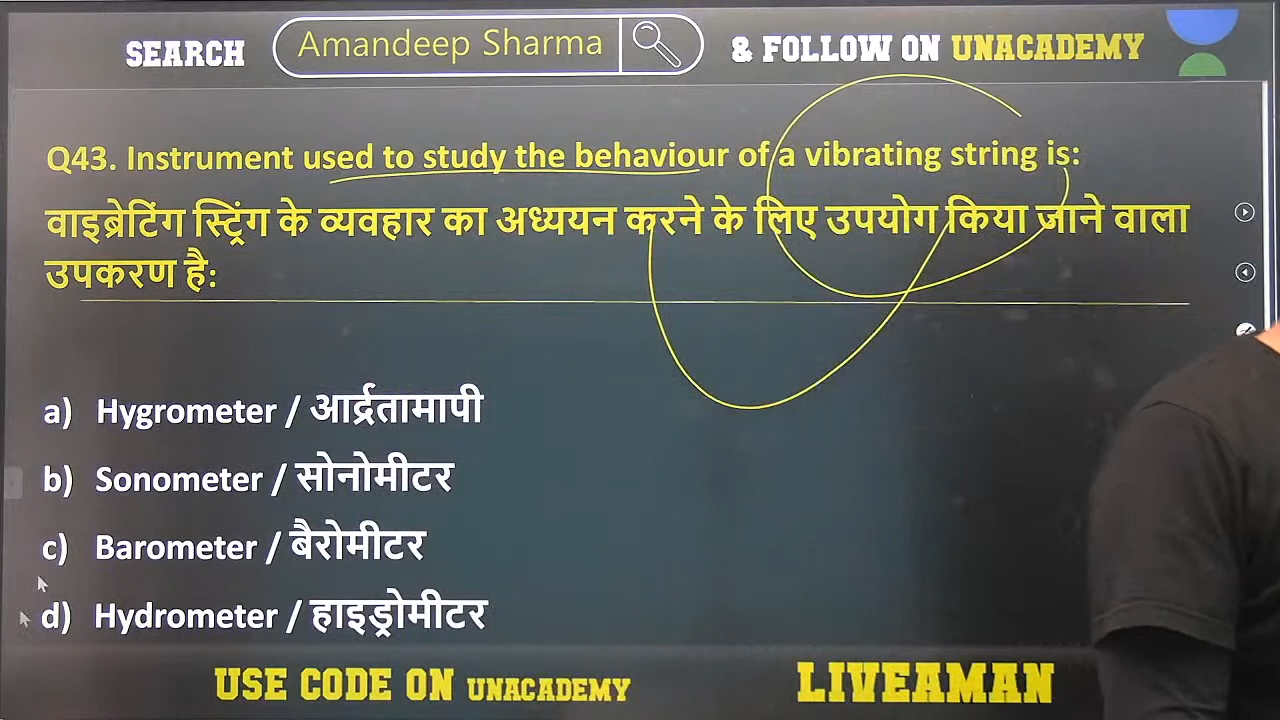 SEARCH Amandeep Sharma & FOLLOW ON UNACADEMY
Q43. Instrument used to study the behaviour of a vibrating string is:
वाइब्रेटिंग स्ट्रिंग के व्यवहार का अध्ययन करने के लिए उपयोग किया जाने वाला
उपकरण है:
a) Hygrometer / आर्द्रतामापी
b) Sonometer / सोनोमीटर
c) Barometer / बैरोमीटर
d) Hydrometer / हाइड्रोमीटर
USE CODE ON UNACADEMY LIVEAMAN